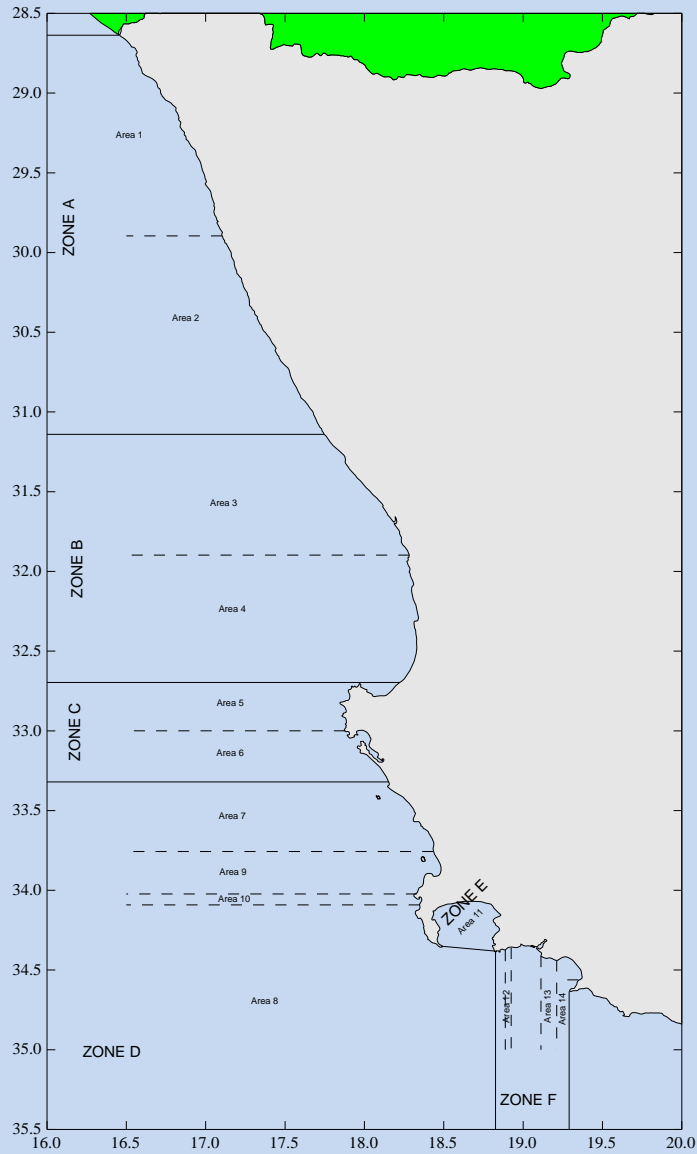 28.5
29.0
Area 1
29.5
ZONE A
30.0
Area 2
30.5
31.0
31.5
Area 3
ZONE B
32.0
Area 4
32.5
Area 5
ZONE C
33.0
Area 6
33.5
Area 7
Area 9
34.0
Area 10
ZONE E
Area 11
34.5
Area 8
Area 12
Area 13
Area 14
35.0
ZONE D
ZONE F
35.5
16.0 16.5 17.0 17.5 18.0 18.5 19.0 19.5 20.0